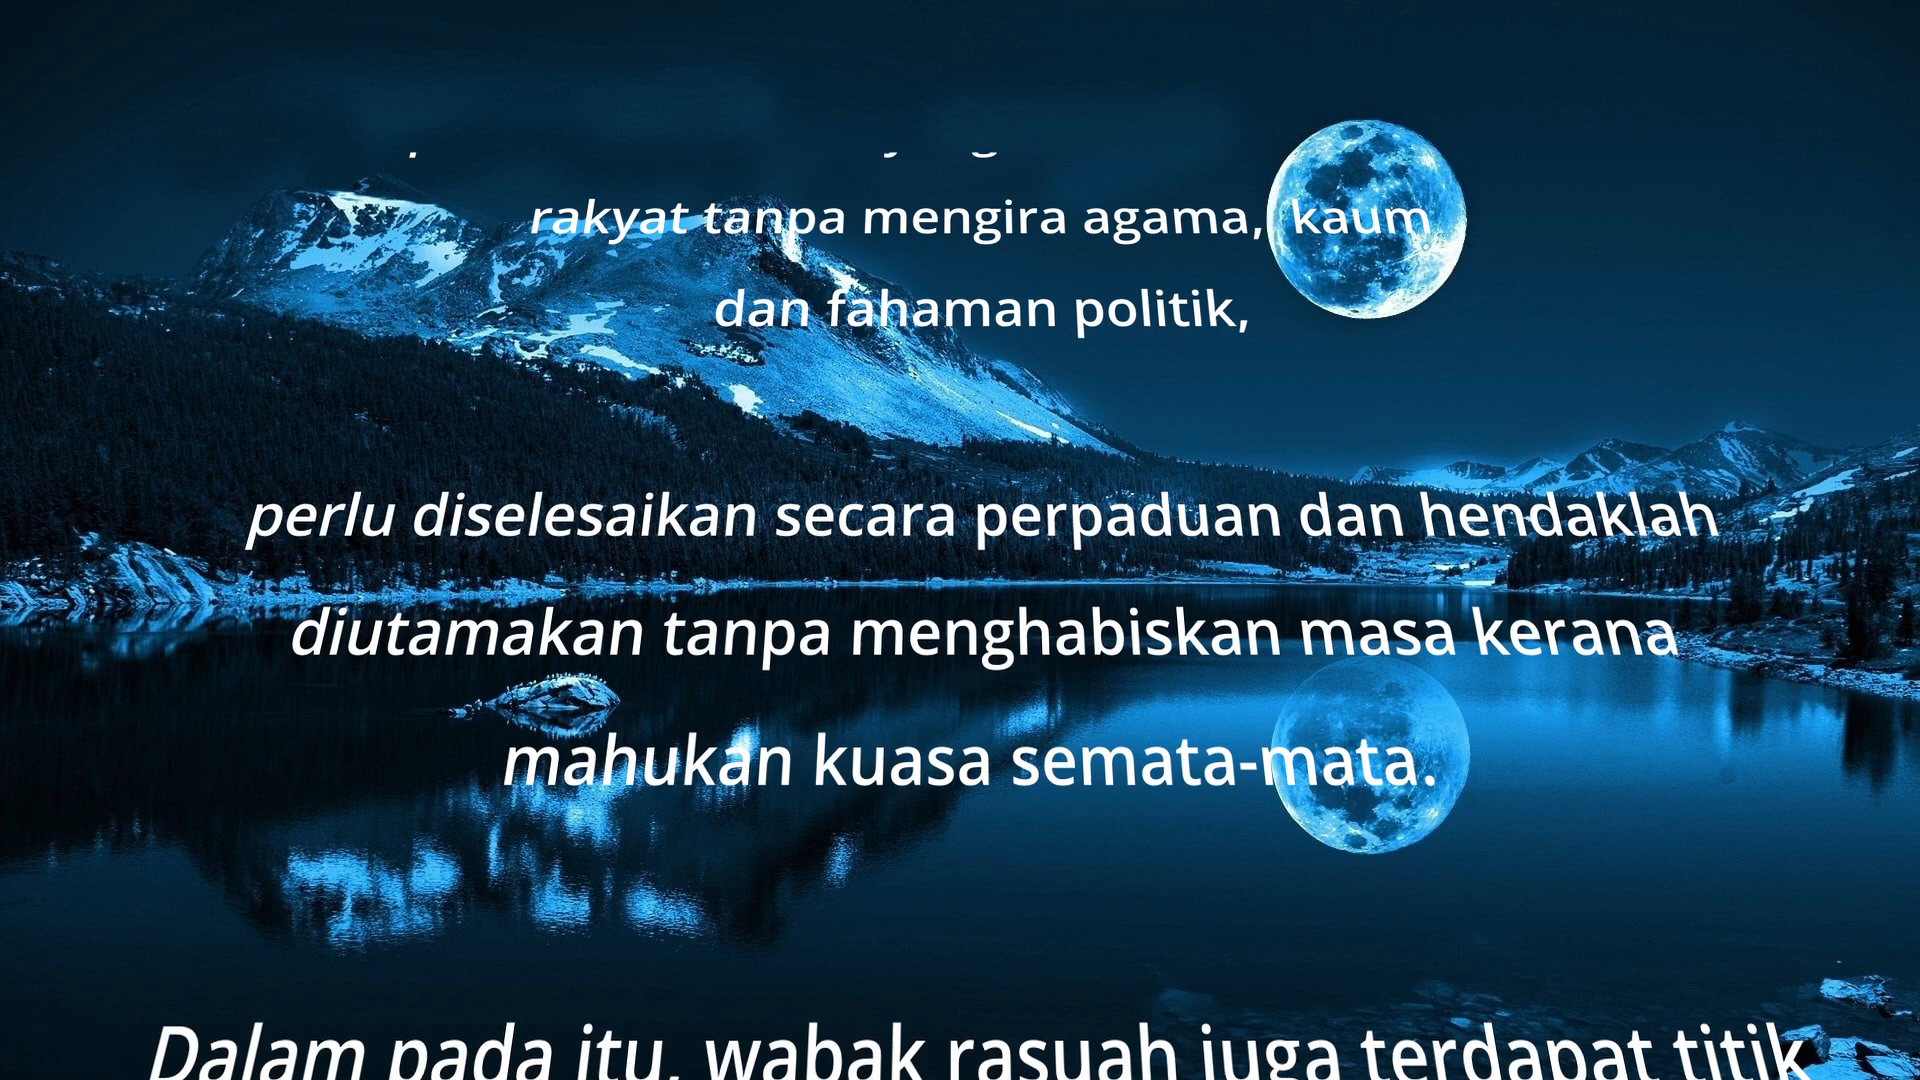 rakyat tanpa mengira agama, kaum
dan fahaman politik,
perlu diselesaikan secara perpaduan dan hendaklah
diutamakan tanpa menghabiskan masa kerana
mahukan kuasa semata-mata.
Dalam pada itu, wabak rasuah juga terdapat titik